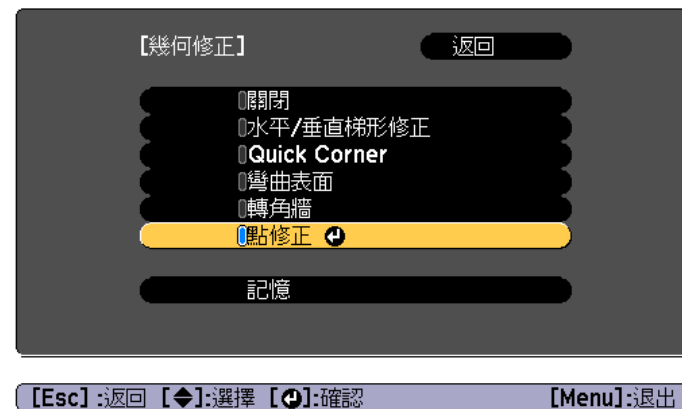 [幾何修正] 返回
關閉
水平/垂直梯形修正
Quick Corner
彎曲表面
轉角牆
點修正
記憶
[Esc] :返回 [◆]:選擇 [⏎]:確認 [Menu]:退出